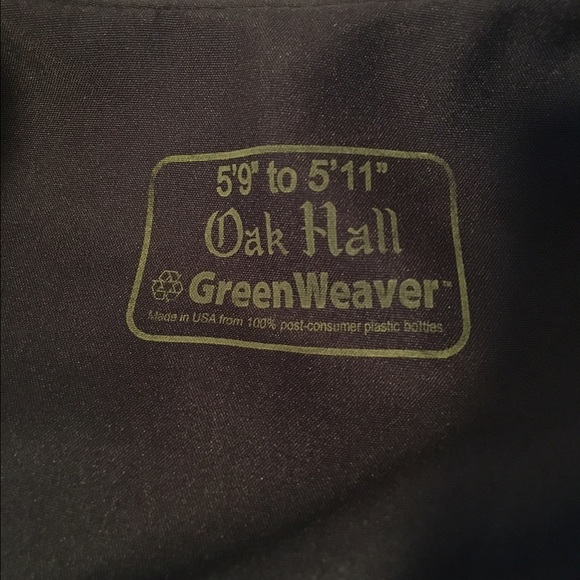 5'9" to 5'11"
Oak Hall
GreenWeaver™
Made in USA from 100% post-consumer plastic bottles